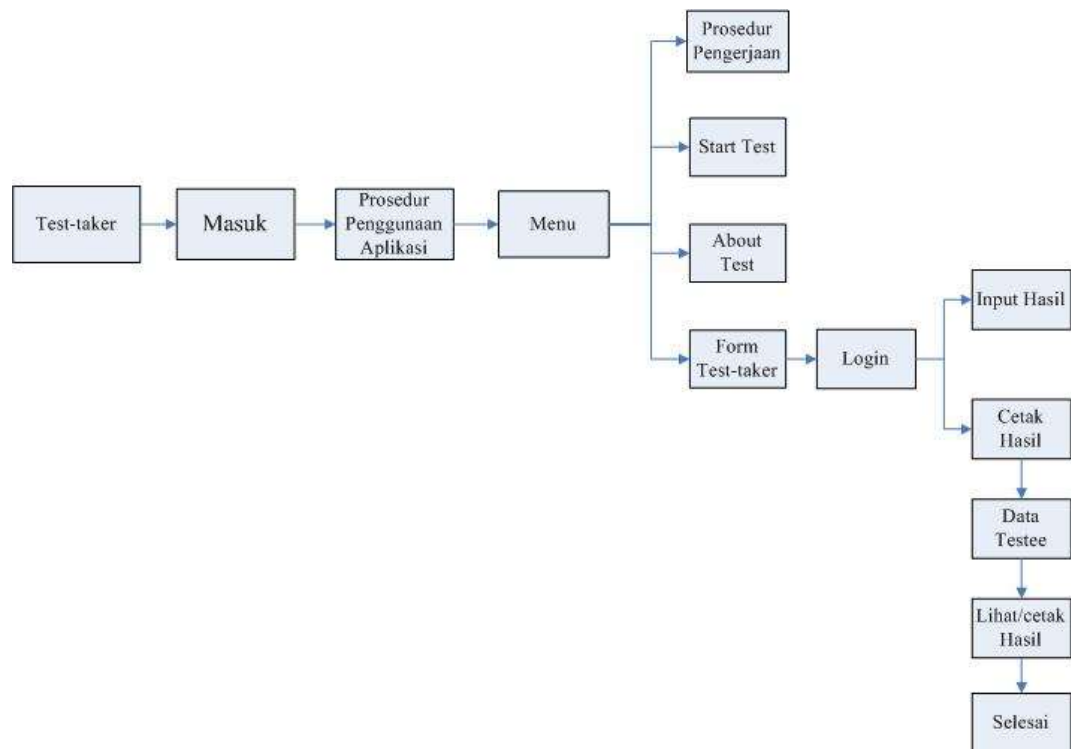 Test-taker
Masuk
Prosedur
Penggunaan
Aplikasi
Menu
Prosedur
Pengerjaan
Start Test
About
Test
Form
Test-taker
Login
Input Hasil
Cetak
Hasil
Data
Testee
Lihat/cetak
Hasil
Selesai